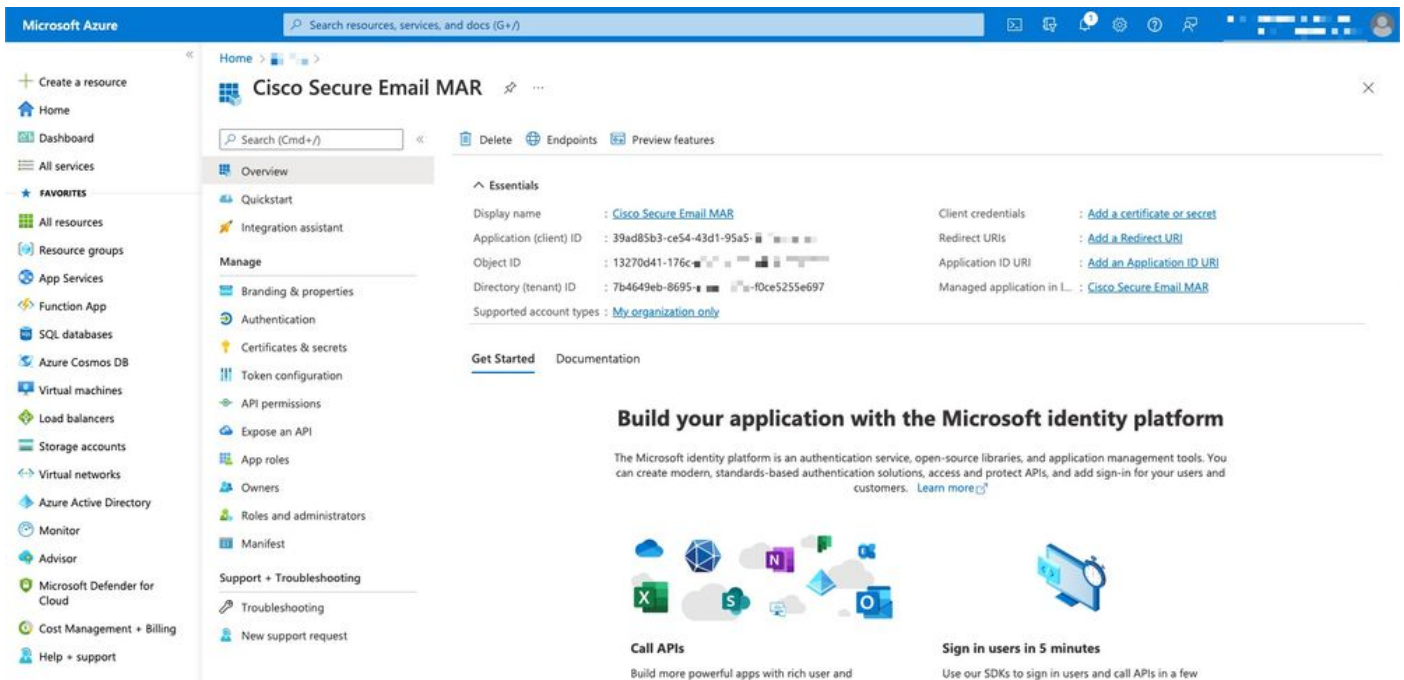 Microsoft Azure
Search resources, services, and docs (G+/)
1
«
Create a resource
Home
Dashboard
All services
FAVORITES
All resources
Resource groups
App Services
Function App
SQL databases
Azure Cosmos DB
Virtual machines
Load balancers
Storage accounts
Virtual networks
Azure Active Directory
Monitor
Advisor
Microsoft Defender for
Cloud
Cost Management + Billing
Help + support
Home > >
Cisco Secure Email MAR ...
Search (Cmd+/) «
Overview
Quickstart
Integration assistant
Manage
Branding & properties
Authentication
Certificates & secrets
Token configuration
API permissions
Expose an API
App roles
Owners
Roles and administrators
Manifest
Support + Troubleshooting
Troubleshooting
New support request
Delete Endpoints Preview features
Essentials
Display name : Cisco Secure Email MAR
Application (client) ID : 39ad85b3-ce54-43d1-95a5-
Object ID : 13270d41-176c-
Directory (tenant) ID : 7b4649eb-8695- -f0ce5255e697
Supported account types : My organization only
Client credentials : Add a certificate or secret
Redirect URIs : Add a Redirect URI
Application ID URI : Add an Application ID URI
Managed application in l... : Cisco Secure Email MAR
Get Started Documentation
Build your application with the Microsoft identity platform
The Microsoft identity platform is an authentication service, open-source libraries, and application management tools. You
can create modern, standards-based authentication solutions, access and protect APIs, and add sign-in for your users and
customers. Learn more
N
X
S
O
Call APIs
Build more powerful apps with rich user and
Sign in users in 5 minutes
Use our SDKs to sign in users and call APIs in a few